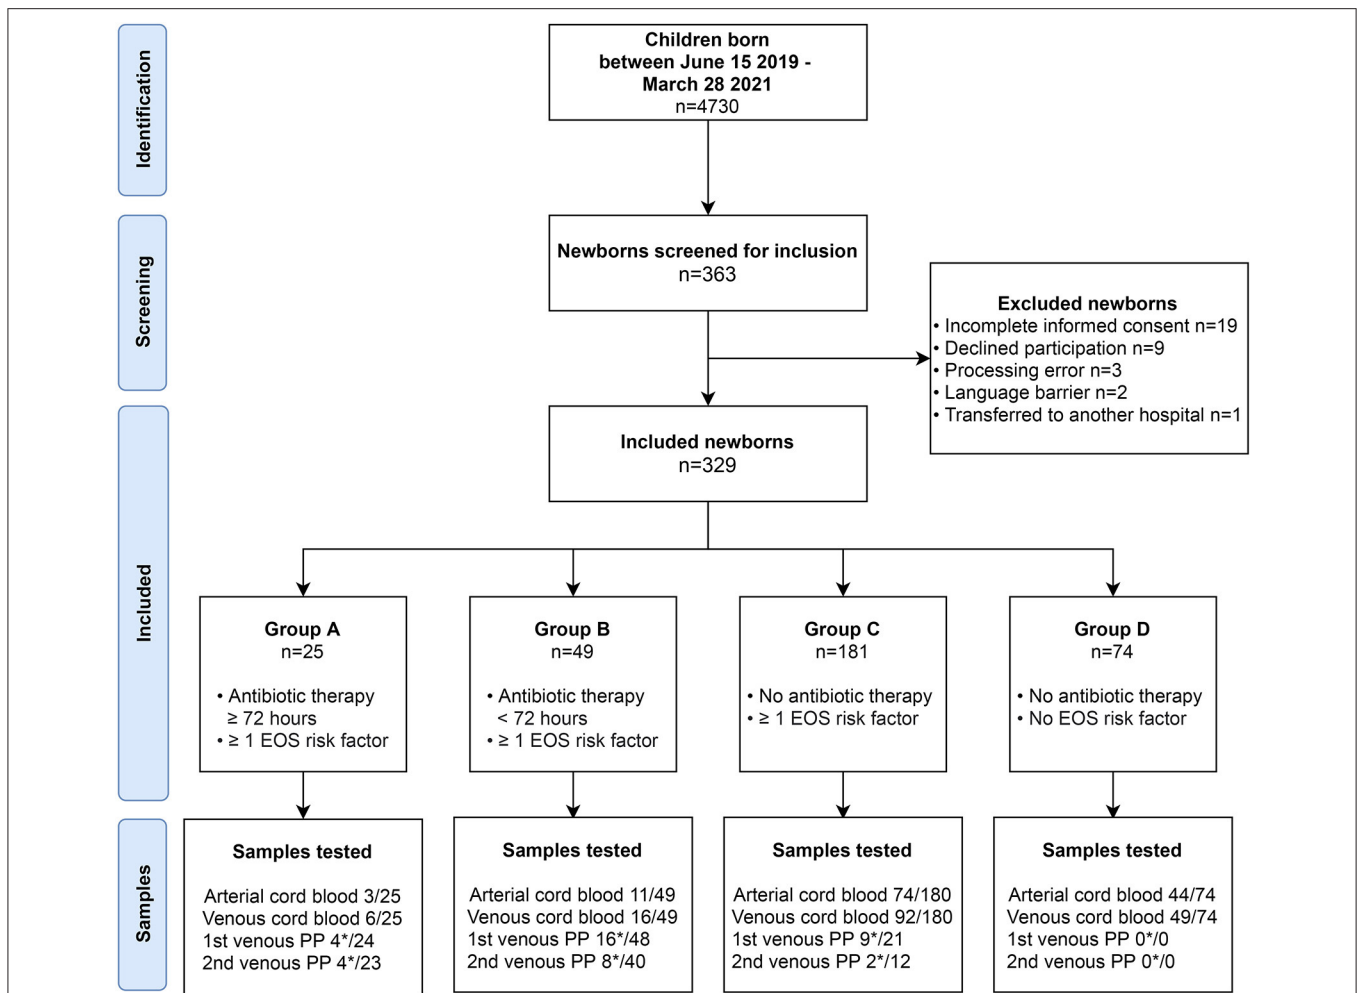 Identification
Children born
between June 15 2019 -
March 28 2021
n=4730
Screening
Newborns screened for inclusion
n=363
Excluded newborns
• Incomplete informed consent n=19
• Declined participation n=9
• Processing error n=3
• Language barrier n=2
• Transferred to another hospital n=1
Included
Included newborns
n=329
Group A
n=25
• Antibiotic therapy
≥ 72 hours
• ≥ 1 EOS risk factor
Group B
n=49
• Antibiotic therapy
< 72 hours
• ≥ 1 EOS risk factor
Group C
n=181
• No antibiotic therapy
• ≥ 1 EOS risk factor
Group D
n=74
• No antibiotic therapy
• No EOS risk factor
Samples
Samples tested
Arterial cord blood 3/25
Venous cord blood 6/25
1st venous PP 4*/24
2nd venous PP 4*/23
Samples tested
Arterial cord blood 11/49
Venous cord blood 16/49
1st venous PP 16*/48
2nd venous PP 8*/40
Samples tested
Arterial cord blood 74/180
Venous cord blood 92/180
1st venous PP 9*/21
2nd venous PP 2*/12
Samples tested
Arterial cord blood 44/74
Venous cord blood 49/74
1st venous PP 0*/0
2nd venous PP 0*/0